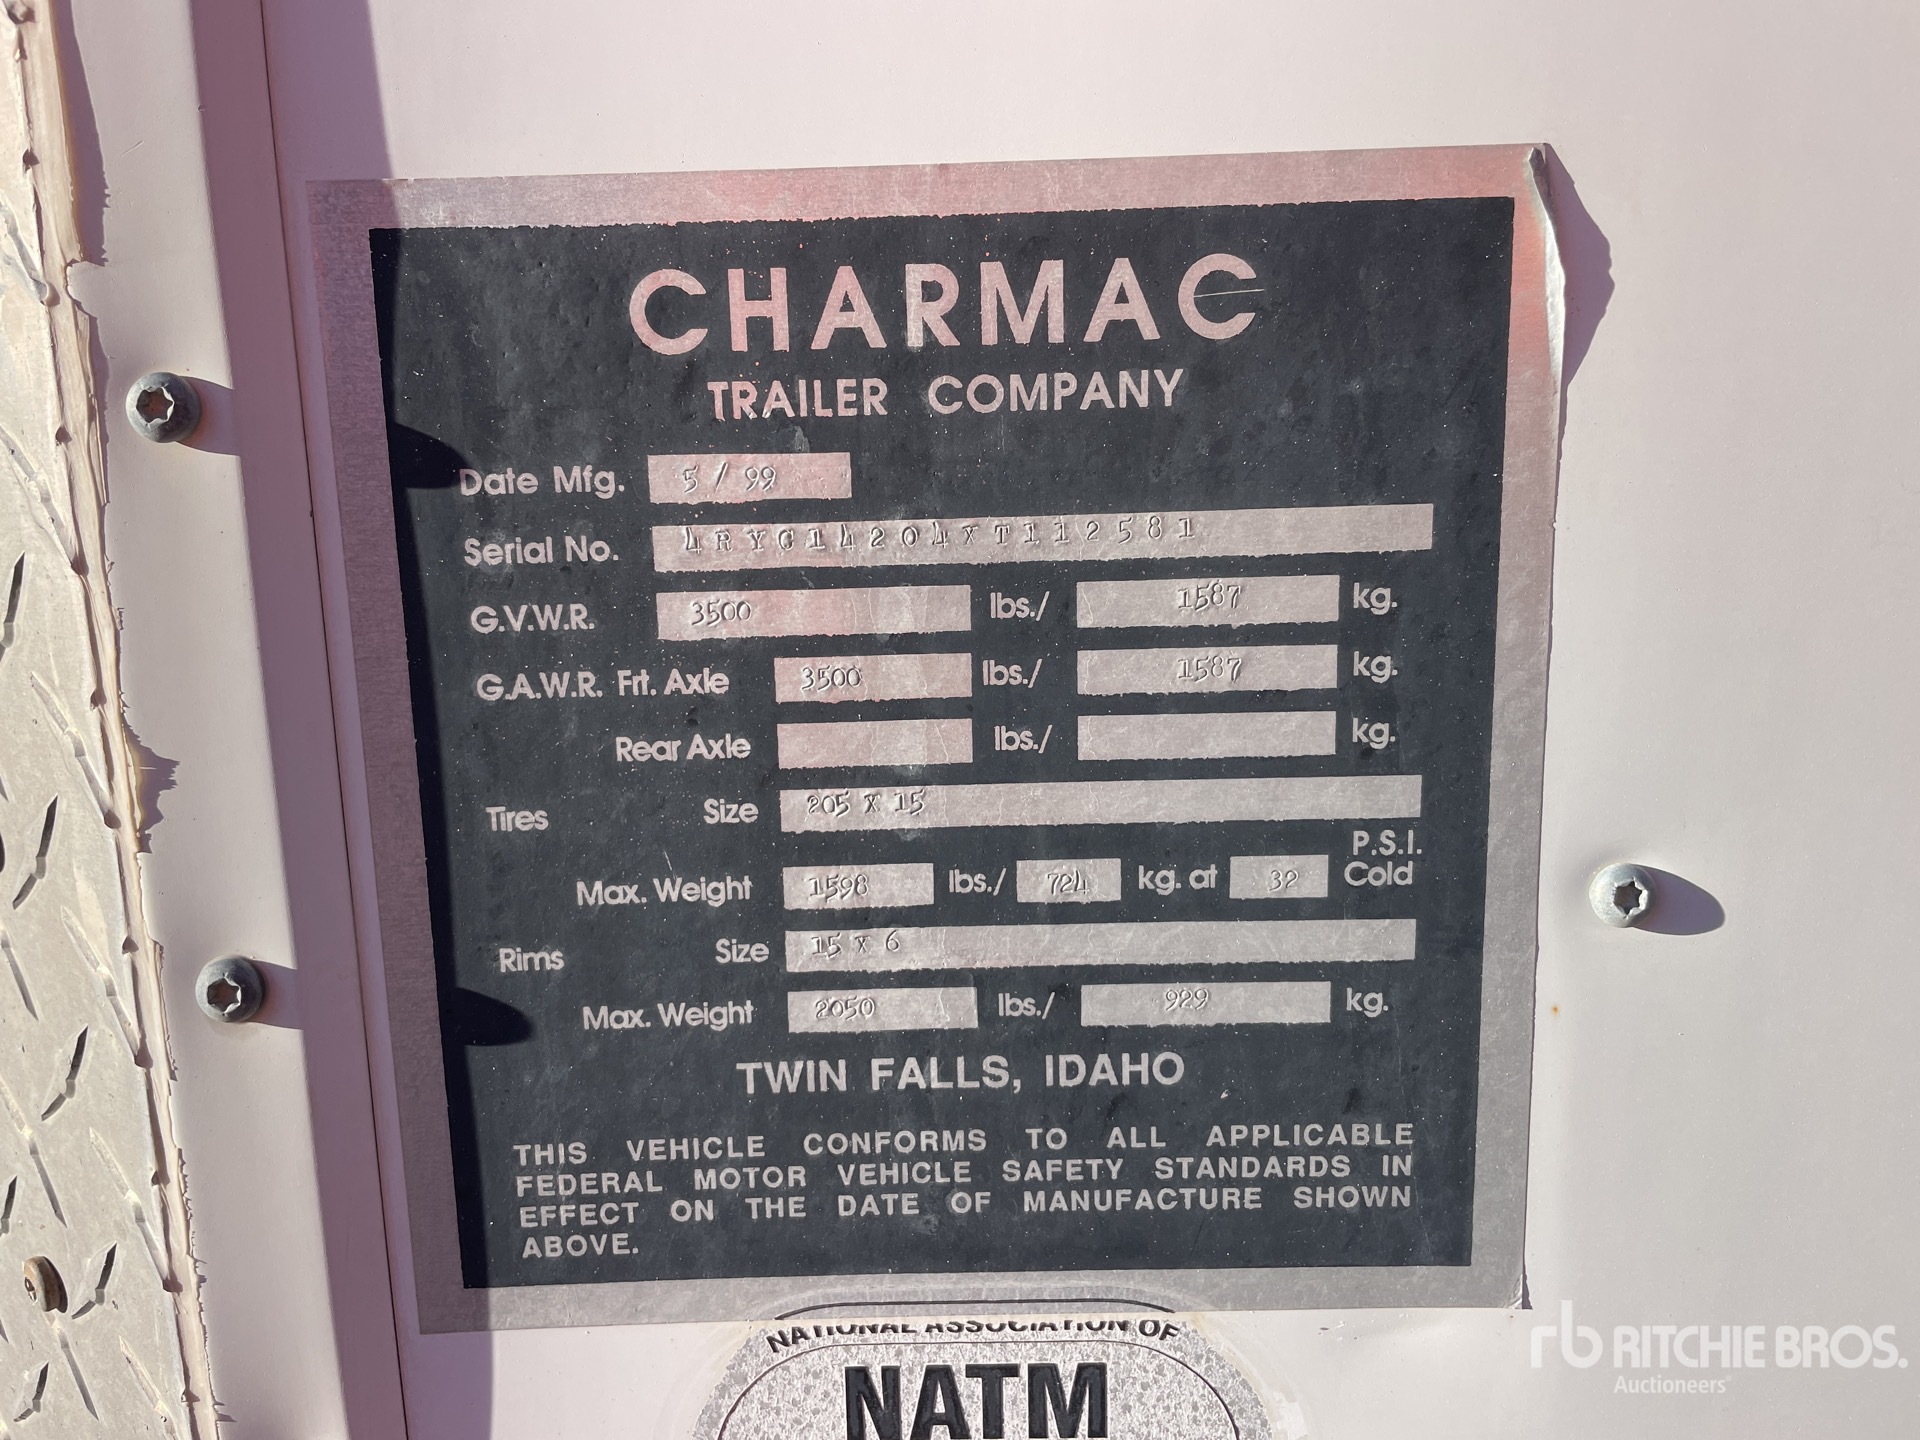 CHARMAC
TRAILER COMPANY
Date Mfg. 5 / 99
Serial No. 4RYC14204XT112581
G.V.W.R. 3500 lbs./ 1587 kg.
G.A.W.R. Frt. Axle 3500 lbs./ 1587 kg.
Rear Axle lbs./ kg.
Tires Size 205 X 15
Max. Weight 1598 lbs./ 724 kg. at 32 P.S.I. Cold
Rims Size 15 X 6
Max. Weight 2050 lbs./ 929 kg.
TWIN FALLS, IDAHO
THIS VEHICLE CONFORMS TO ALL APPLICABLE
FEDERAL MOTOR VEHICLE SAFETY STANDARDS IN
EFFECT ON THE DATE OF MANUFACTURE SHOWN
ABOVE.
NATIONAL ASSOCIATION OF
NATM
rb RITCHIE BROS.
Auctioneers